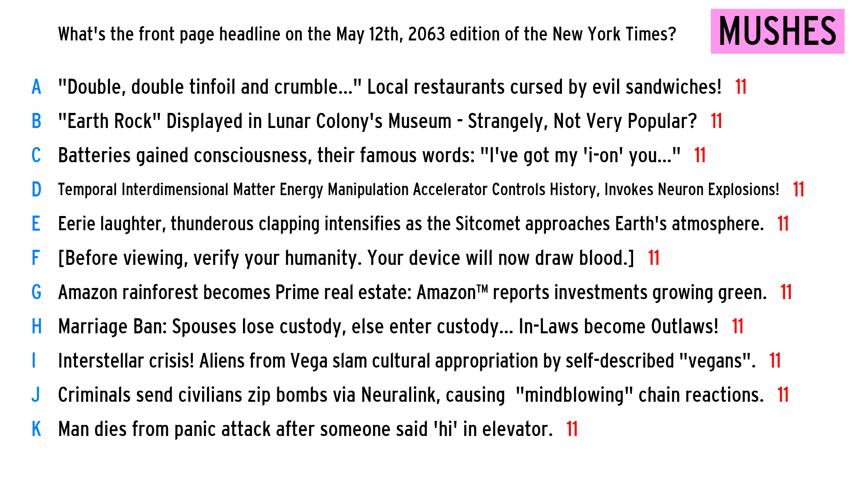 What's the front page headline on the May 12th, 2063 edition of the New York Times?
MUSHES
A "Double, double tinfoil and crumble..." Local restaurants cursed by evil sandwiches! 11
B "Earth Rock" Displayed in Lunar Colony's Museum - Strangely, Not Very Popular? 11
C Batteries gained consciousness, their famous words: "I've got my 'i-on' you..." 11
D Temporal Interdimensional Matter Energy Manipulation Accelerator Controls History, Invokes Neuron Explosions! 11
E Eerie laughter, thunderous clapping intensifies as the Sitcomet approaches Earth's atmosphere. 11
F [Before viewing, verify your humanity. Your device will now draw blood.] 11
G Amazon rainforest becomes Prime real estate: Amazon™ reports investments growing green. 11
H Marriage Ban: Spouses lose custody, else enter custody... In-Laws become Outlaws! 11
I Interstellar crisis! Aliens from Vega slam cultural appropriation by self-described "vegans". 11
J Criminals send civilians zip bombs via Neuralink, causing "mindblowing" chain reactions. 11
K Man dies from panic attack after someone said 'hi' in elevator. 11